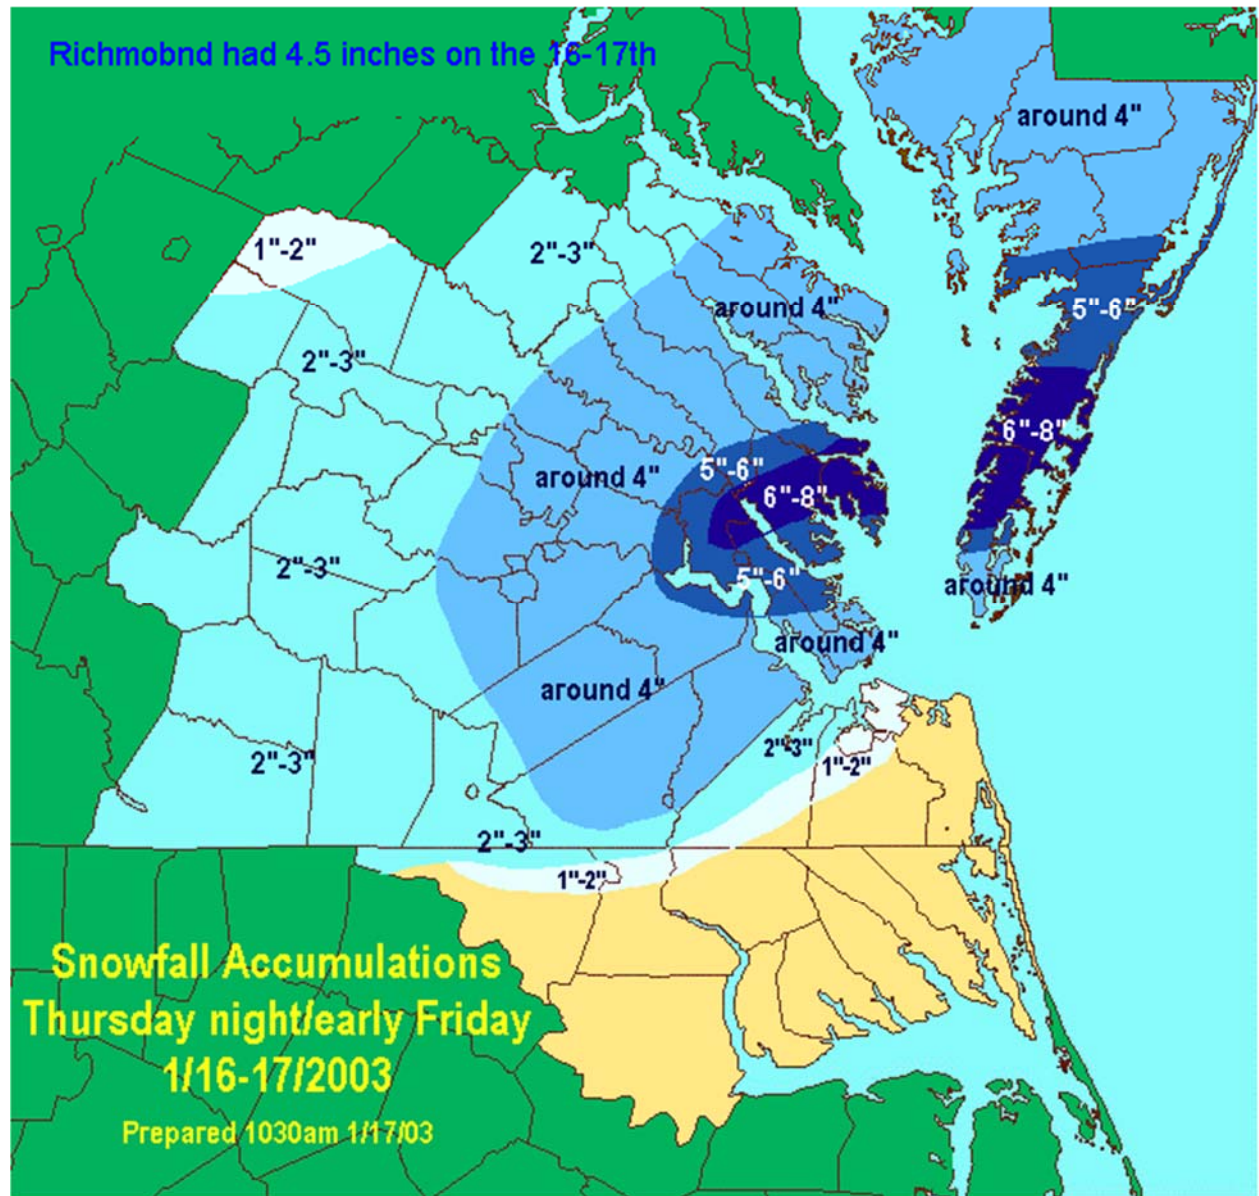 Richmobnd had 4.5 inches on the 16-17th
around 4"
1"-2"
2"-3"
around 4"
5"-6"
2"-3"
6"-8"
around 4"
5"-6"
6"-8"
2"-3"
5"-6"
around 4"
around 4"
around 4"
2"-3"
2"-3"
1"-2"
2"-3"
1"-2"
Snowfall Accumulations
Thursday night/early Friday
1/16-17/2003
Prepared 1030am 1/17/03